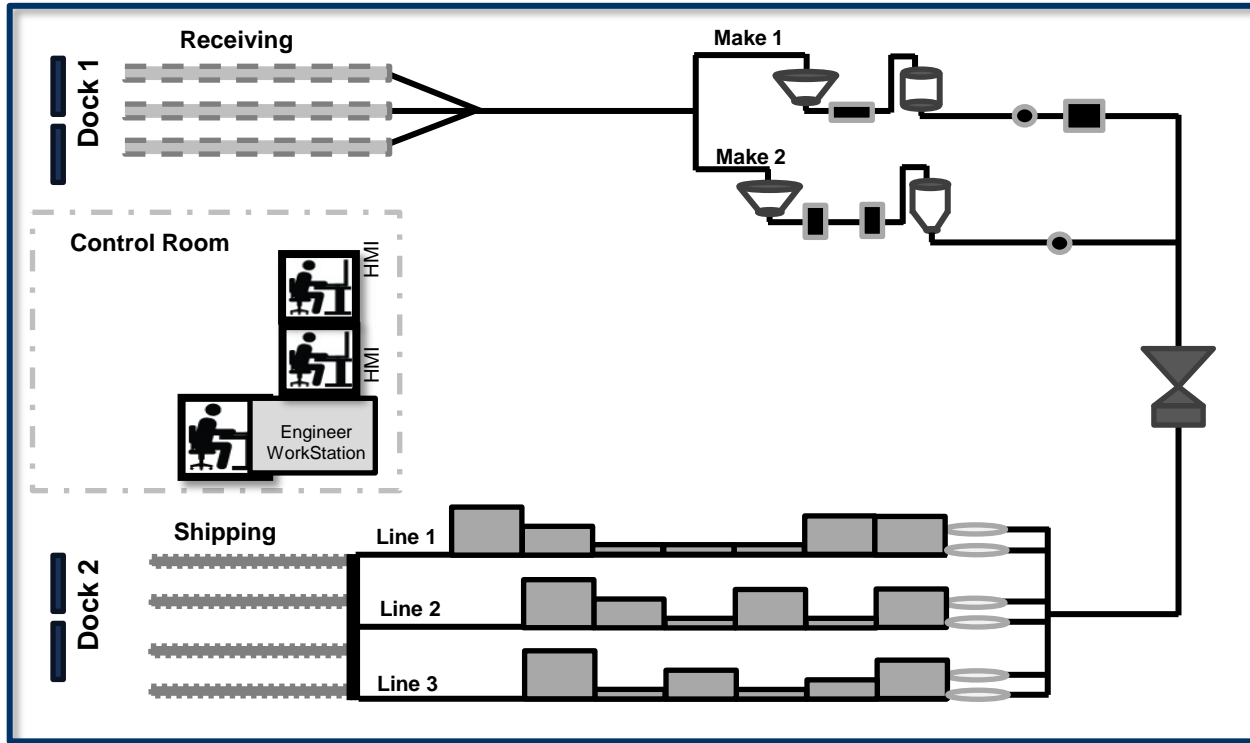 Receiving
Dock 1
Make 1
Make 2
Control Room
HMI
HMI
Engineer
WorkStation
Shipping
Dock 2
Line 1
Line 2
Line 3